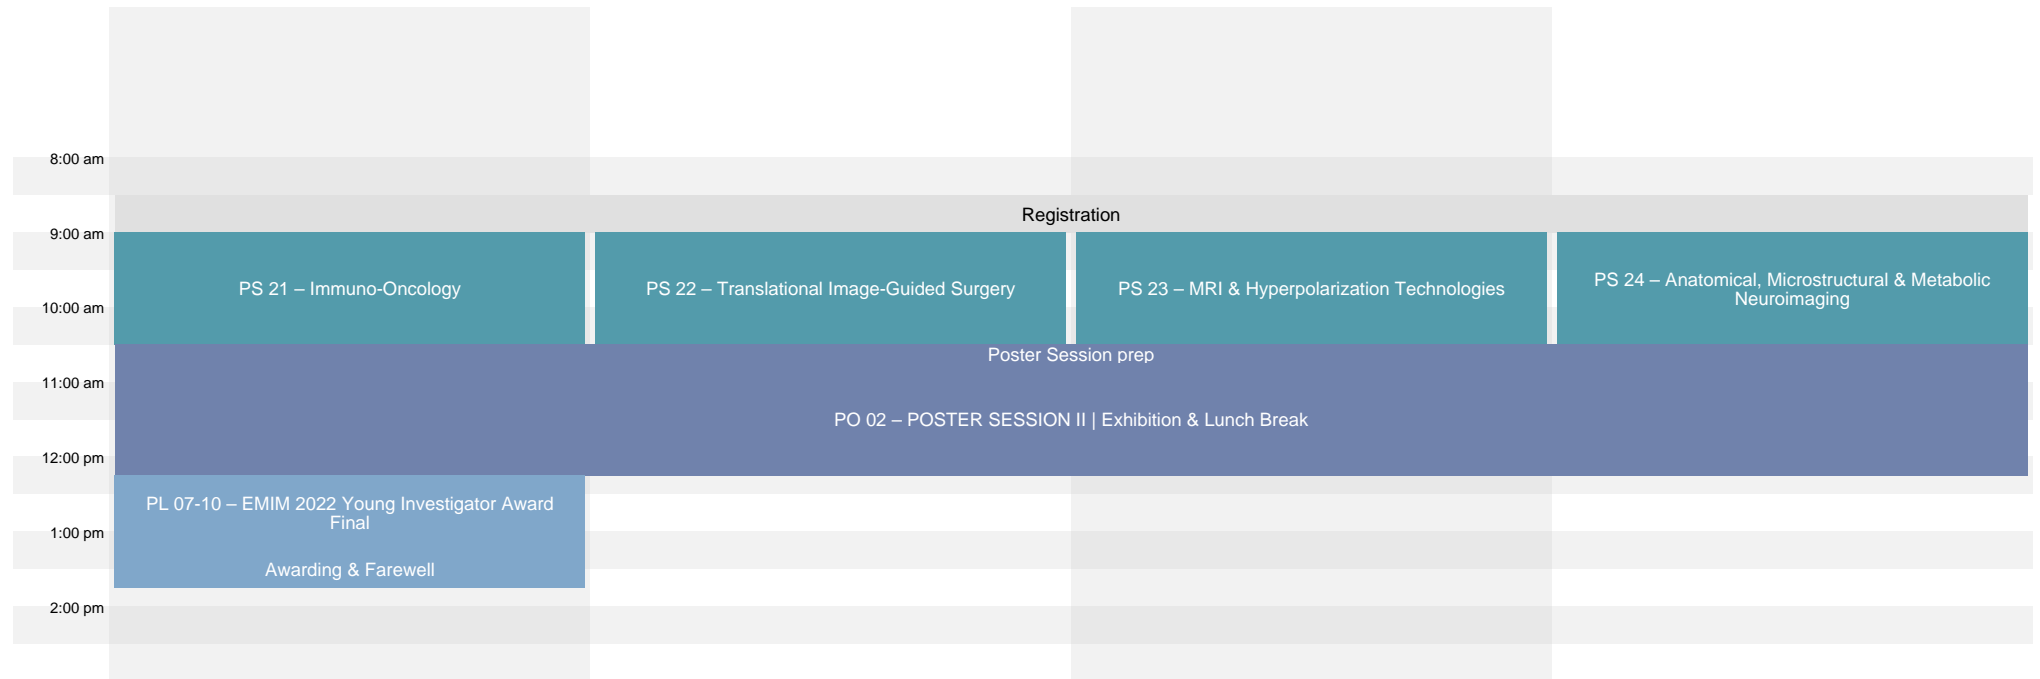 8:00 am
Registration
9:00 am
PS 21 – Immuno-Oncology
PS 22 – Translational Image-Guided Surgery
PS 23 – MRI & Hyperpolarization Technologies
PS 24 – Anatomical, Microstructural & Metabolic
Neuroimaging
10:00 am
Poster Session prep
11:00 am
PO 02 – POSTER SESSION II | Exhibition & Lunch Break
12:00 pm
PL 07-10 – EMIM 2022 Young Investigator Award
Final
1:00 pm
Awarding & Farewell
2:00 pm